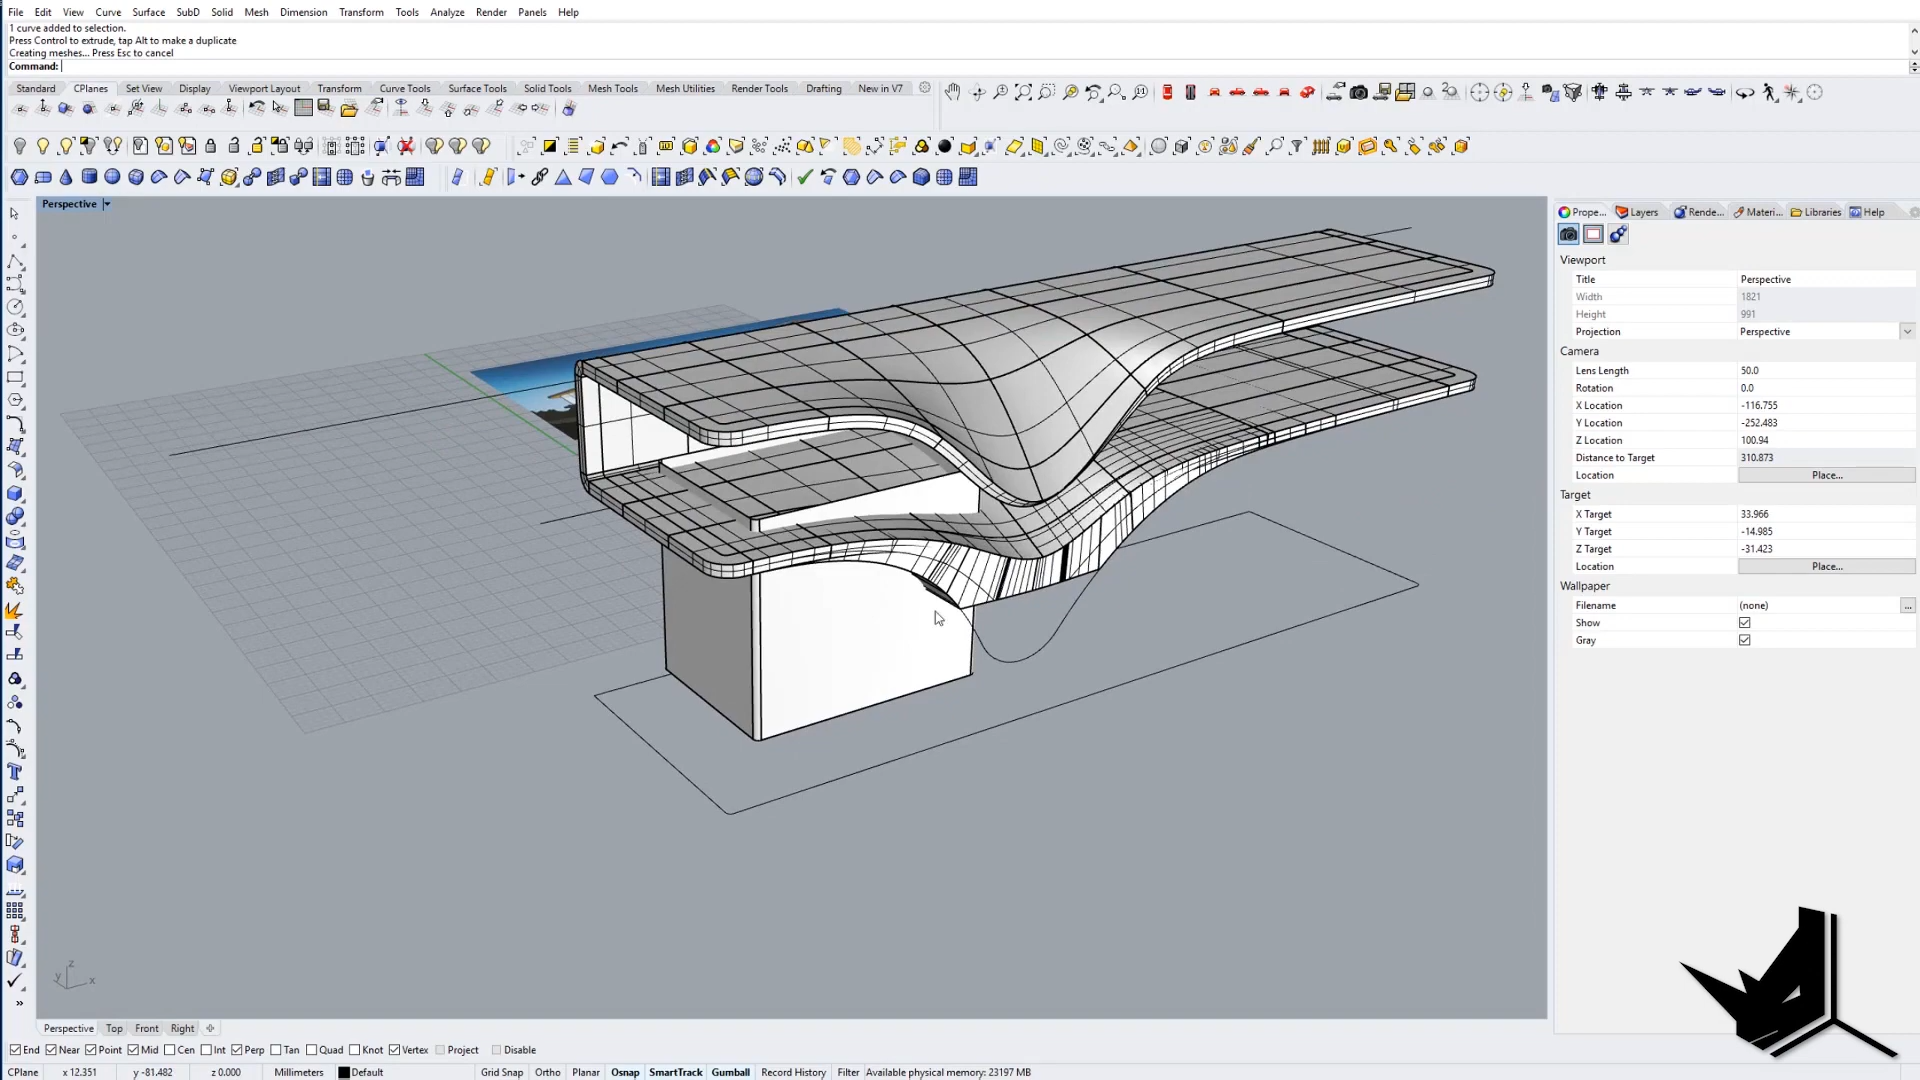 File Edit View Curve Surface SubD Solid Mesh Dimension Transform Tools Analyze Render Panels Help
1 curve added to selection.
Press Control to extrude, tap Alt to make a duplicate
Creating meshes... Press Esc to cancel
Command:
Standard CPlanes Set View Display Viewport Layout Transform Curve Tools Surface Tools Solid Tools Mesh Tools Mesh Utilities Render Tools Drafting New in V7
Perspective
Prope... Layers Rende... Materi... Libraries Help
Viewport
Title Perspective
Width 1821
Height 991
Projection Perspective
Camera
Lens Length 50.0
Rotation 0.0
X Location -116.755
Y Location -252.483
Z Location 100.94
Distance to Target 310.873
Location Place...
Target
X Target 33.966
Y Target -14.985
Z Target -31.423
Location Place...
Wallpaper
Filename (none) ...
Show
Gray
z
y x
Perspective Top Front Right
End Near Point Mid Cen Int Perp Tan Quad Knot Vertex Project Disable
CPlane x 12.351 y -81.482 z 0.000 Millimeters Default Grid Snap Ortho Planar Osnap SmartTrack Gumball Record History Filter Available physical memory: 23197 MB